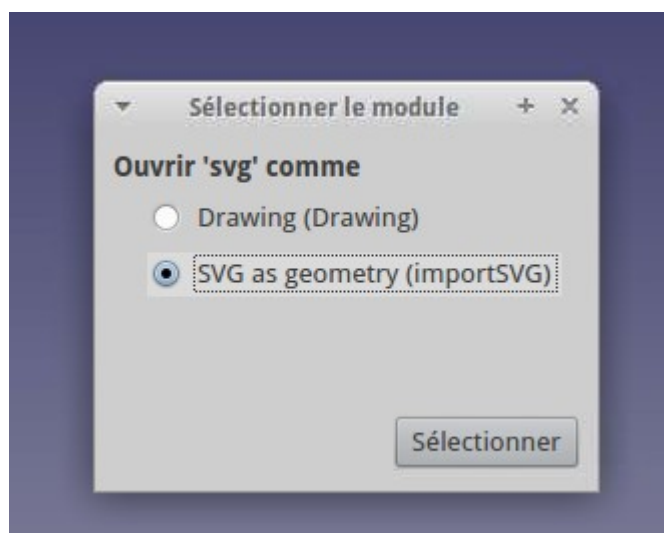 Sélectionner le module
Ouvrir 'svg' comme
Drawing (Drawing)
SVG as geometry (importSVG)
Sélectionner